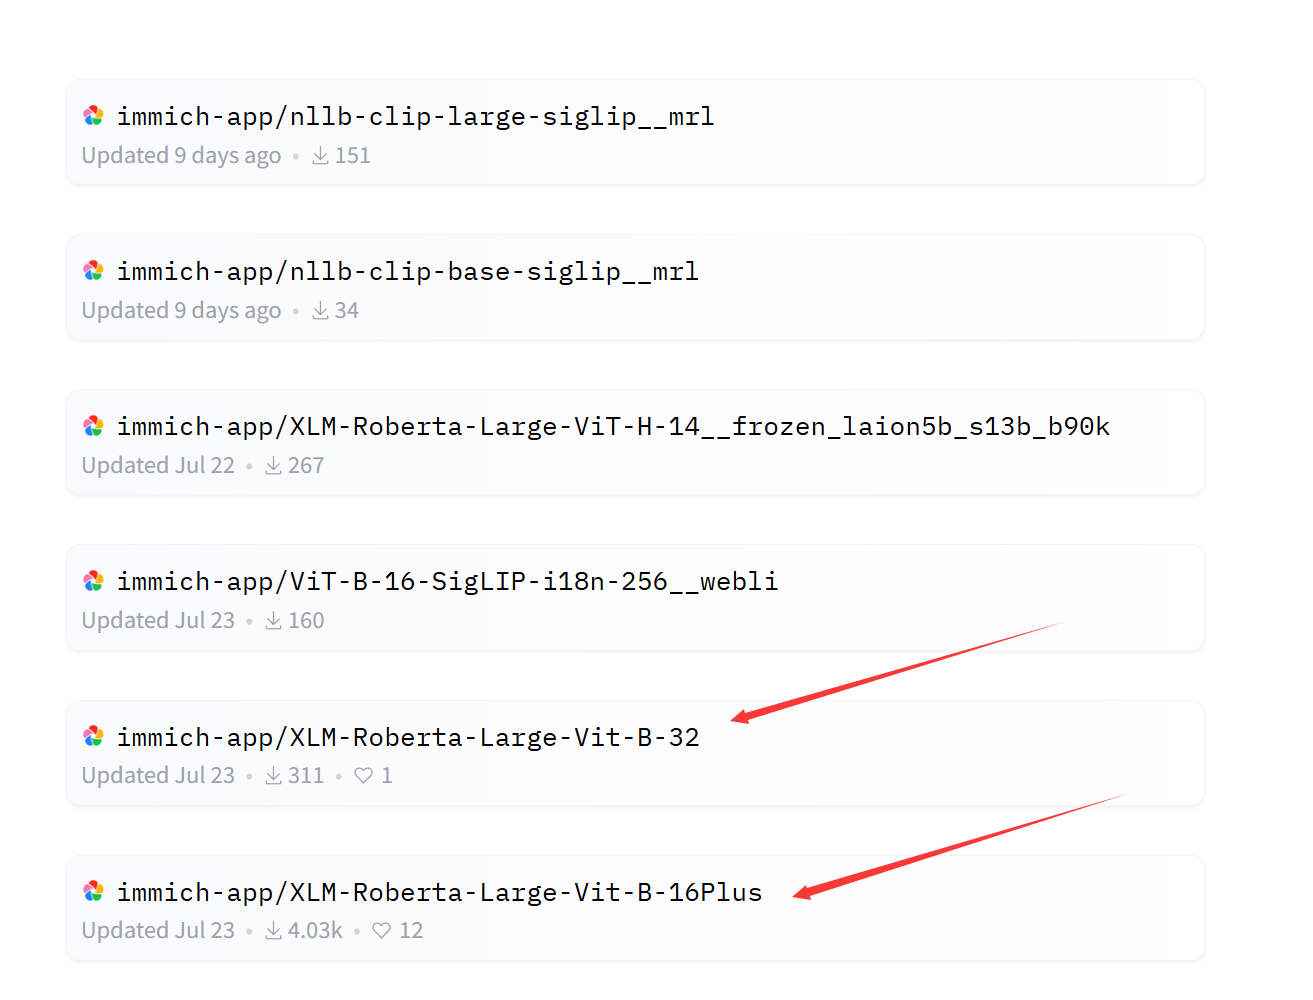 immich-app/nllb-clip-large-siglip__mrl
Updated 9 days ago • 151
immich-app/nllb-clip-base-siglip__mrl
Updated 9 days ago • 34
immich-app/XLM-Roberta-Large-ViT-H-14__frozen_laion5b_s13b_b90k
Updated Jul 22 • 267
immich-app/ViT-B-16-SigLIP-i18n-256__webli
Updated Jul 23 • 160
immich-app/XLM-Roberta-Large-Vit-B-32
Updated Jul 23 • 311 • 1
immich-app/XLM-Roberta-Large-Vit-B-16Plus
Updated Jul 23 • 4.03k • 12